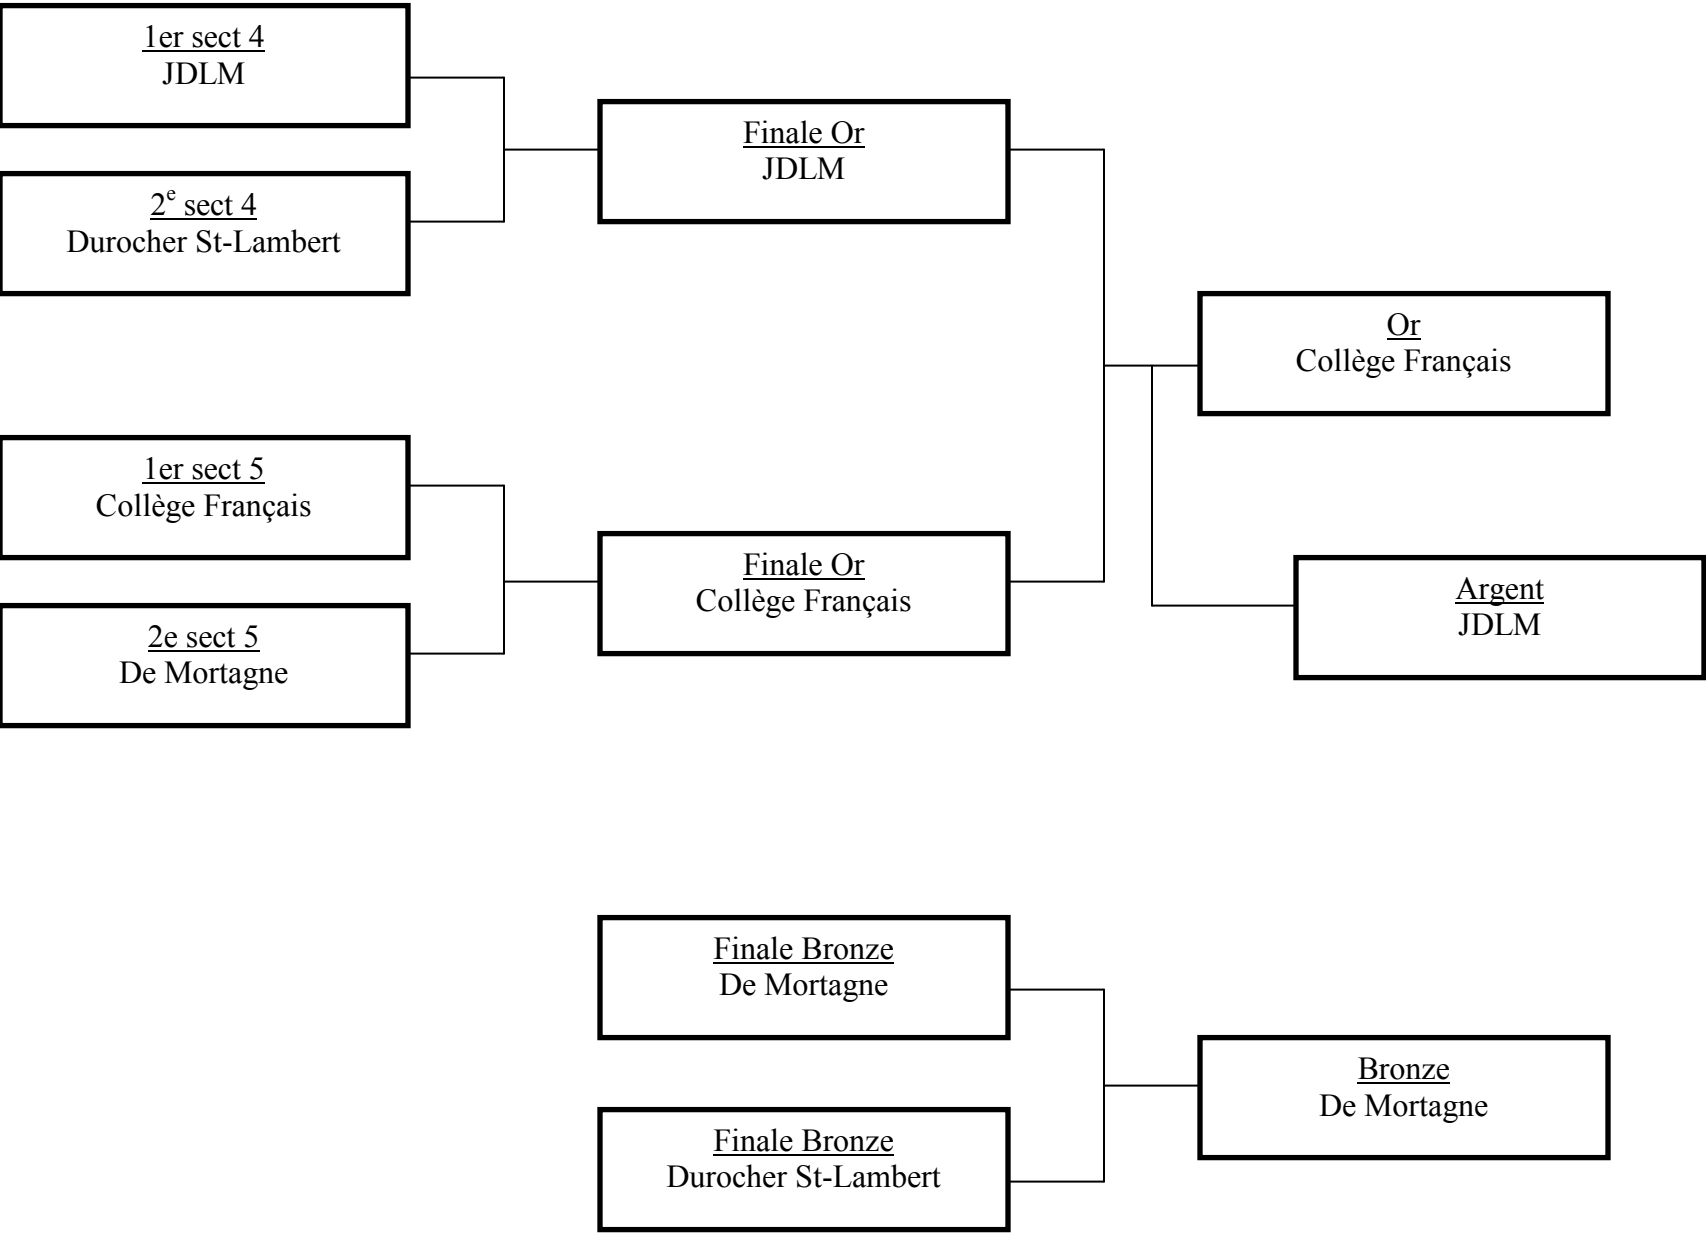 1er sect 4
JDLM
2e sect 4
Durocher St-Lambert
Finale Or
JDLM
1er sect 5
Collège Français
2e sect 5
De Mortagne
Finale Or
Collège Français
Or
Collège Français
Argent
JDLM
Finale Bronze
De Mortagne
Finale Bronze
Durocher St-Lambert
Bronze
De Mortagne